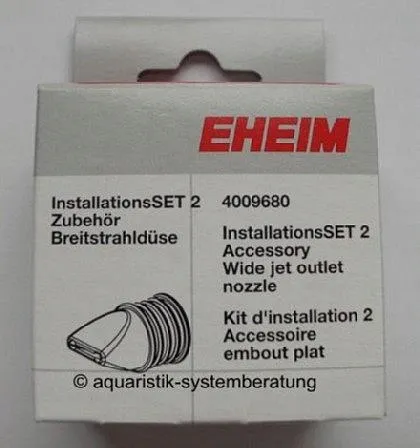 EHEIM
InstallationsSET 2
Zubehör
Breitstrahldüse
4009680
InstallationsSET 2
Accessory
Wide jet outlet
nozzle
Kit d'installation 2
Accessoire
embout plat
© aquaristik-systemberatung